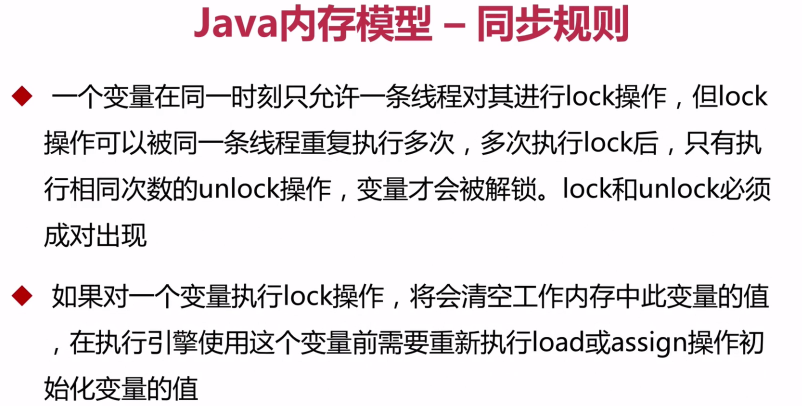 Java内存模型 – 同步规则
◆ 一个变量在同一时刻只允许一条线程对其进行lock操作，但lock
操作可以被同一条线程重复执行多次，多次执行lock后，只有执
行相同次数的unlock操作，变量才会被解锁。lock和unlock必须
成对出现
◆ 如果对一个变量执行lock操作，将会清空工作内存中此变量的值
，在执行引擎使用这个变量前需要重新执行load或assign操作初
始化变量的值